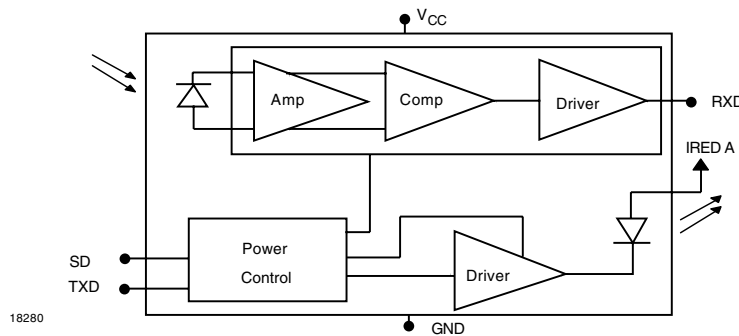 VCC
Amp
Comp
Driver
RXD
IRED A
Power
Control
Driver
SD
TXD
18280
GND